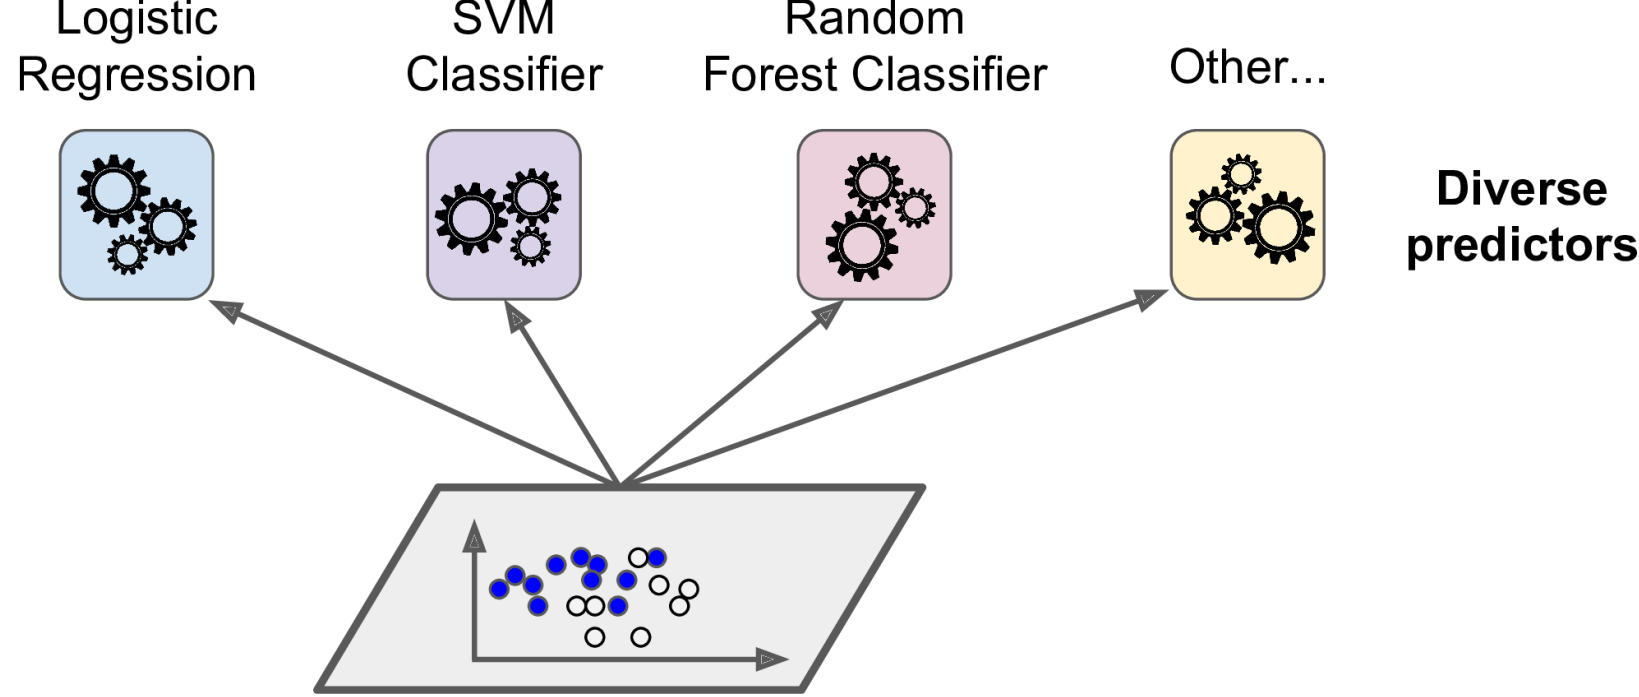 Logistic
Regression
SVM
Classifier
Random
Forest Classifier
Other...
Diverse
predictors